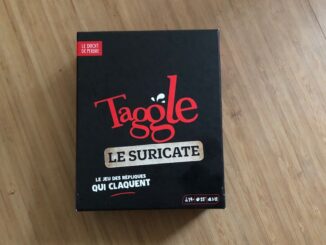 LE DROIT
DE PERDRE
Taggle
LE SURICATE
LE JEU DES RÉPLIQUES
QUI CLAQUENT